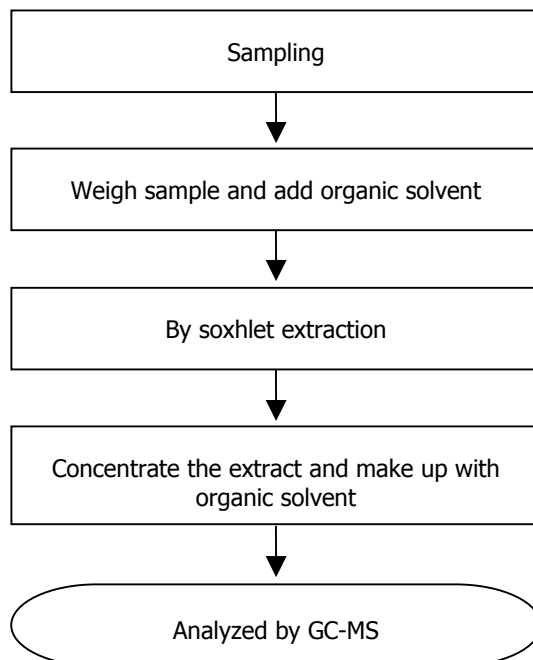 Sampling
Weigh sample and add organic solvent
By soxhlet extraction
Concentrate the extract and make up with
organic solvent
Analyzed by GC-MS